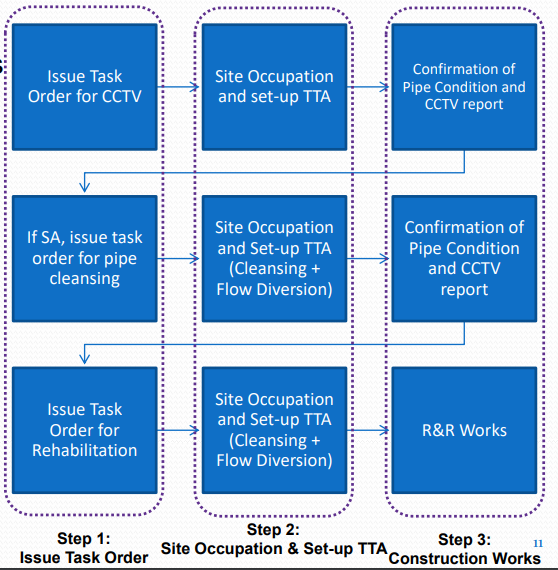 Issue Task
Order for CCTV
Site Occupation
and set-up TTA
Confirmation of
Pipe Condition and
CCTV report
If SA, issue task
order for pipe
cleansing
Site Occupation
and Set-up TTA
(Cleansing +
Flow Diversion)
Confirmation of
Pipe Condition
and CCTV
report
Issue Task
Order for
Rehabilitation
Site Occupation
and Set-up TTA
(Cleansing +
Flow Diversion)
R&R Works
Step 1:
Issue Task Order
Step 2:
Site Occupation & Set-up TTA
Step 3:
Construction Works
11